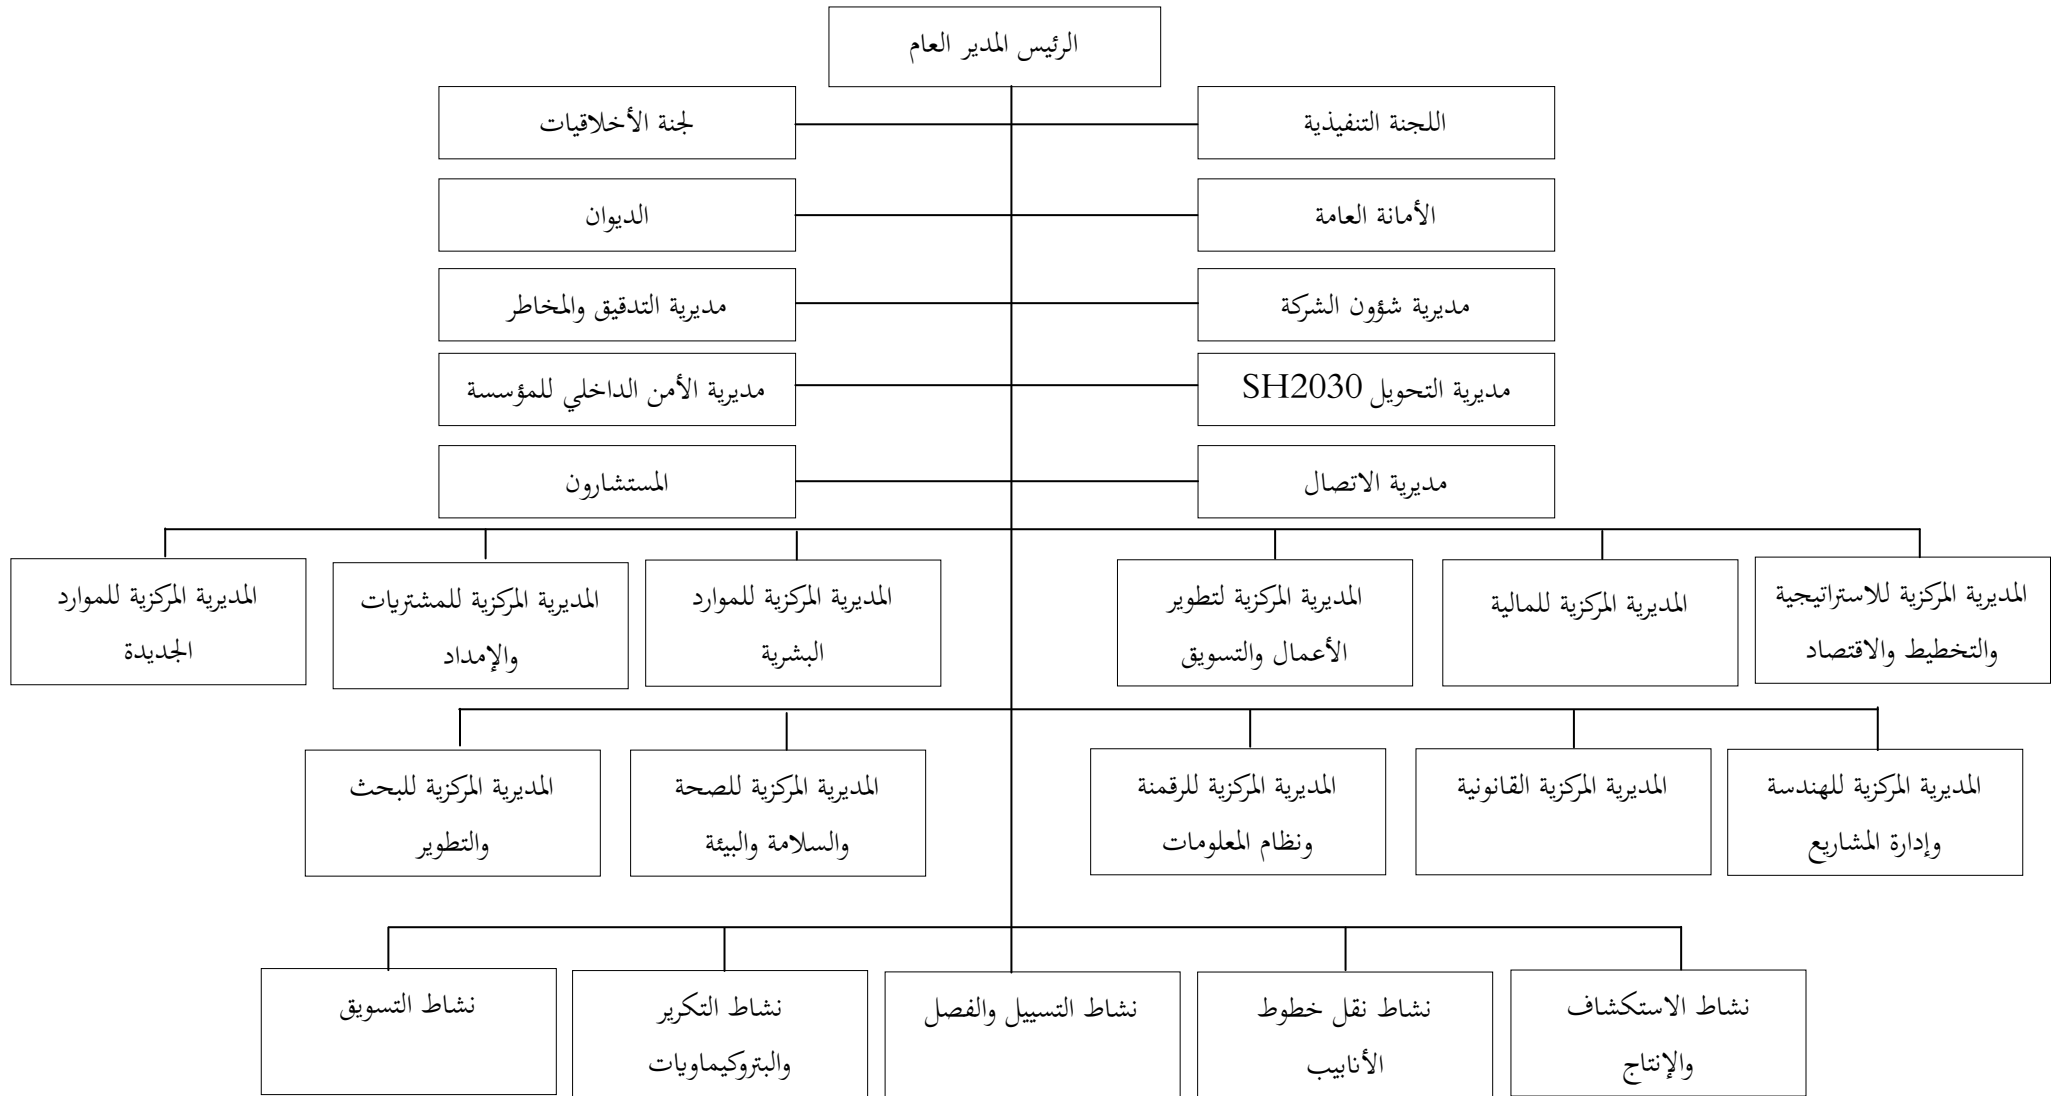 الرئيس المدير العام
اللجنة التنفيذية
لجنة الأخلاقيات
الأمانة العامة
الديوان
مديرية شؤون الشركة
مديرية التدقيق والمخاطر
مديرية التحويل SH2030
مديرية الأمن الداخلي للمؤسسة
مديرية الاتصال
المستشارون
المديرية المركزية للاستراتيجية
والتخطيط والاقتصاد
المديرية المركزية للمالية
المديرية المركزية لتطوير
الأعمال والتسويق
المديرية المركزية للموارد
البشرية
المديرية المركزية للمشتريات
والإمداد
المديرية المركزية للموارد
الجديدة
المديرية المركزية للهندسة
وإدارة المشاريع
المديرية المركزية القانونية
المديرية المركزية للرقمنة
ونظام المعلومات
المديرية المركزية للصحة
والسلامة والبيئة
المديرية المركزية للبحث
والتطوير
نشاط الاستكشاف
والإنتاج
نشاط نقل خطوط
الأنابيب
نشاط التسييل والفصل
نشاط التكرير
والبتروكيماويات
نشاط التسويق